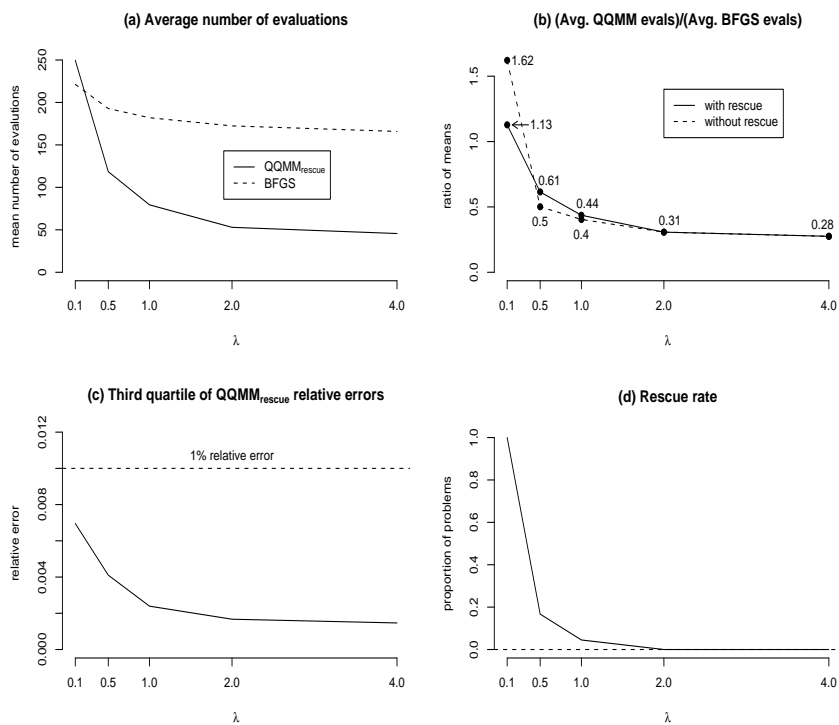 (a) Average number of evaluations
mean number of evalutions
250
200
150
100
50
0
QQMMrescue
BFGS
0.1
0.5
1.0
2.0
4.0
λ
(b) (Avg. QQMM evals)/(Avg. BFGS evals)
ratio of means
1.5
1.0
0.5
0.0
1.62
1.13
0.61
0.5
0.44
0.4
0.31
0.28
with rescue
without rescue
0.1
0.5
1.0
2.0
4.0
λ
(c) Third quartile of QQMMrescue relative errors
relative error
0.012
0.008
0.004
0.000
1% relative error
0.1
0.5
1.0
2.0
4.0
λ
(d) Rescue rate
proportion of problems
1.0
0.8
0.6
0.4
0.2
0.0
0.1
0.5
1.0
2.0
4.0
λ